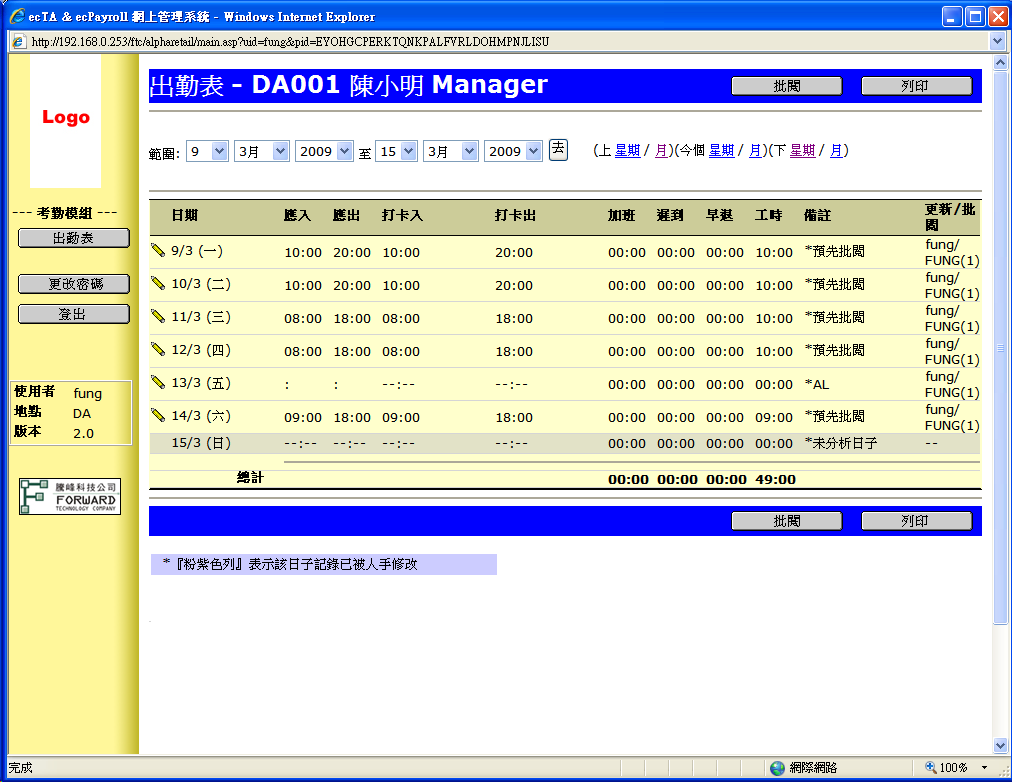 ecTA & ecPayroll 網上管理系統 - Windows Internet Explorer
http://192.168.0.253/ftc/alpharetail/main.asp?uid=fung&pid=EYOHGCPERKTQNKPALFVRLDOHMPNJLISU
Logo
--- 考勤模組 ---
出勤表
更改密碼
登出
使用者 fung
地點 DA
版本 2.0
騰峰科技公司
FORWARD
TECHNOLOGY COMPANY
出勤表 - DA001 陳小明 Manager 批閱 列印
範圍: 9 3月 2009 至 15 3月 2009 去 (上 星期 / 月)(今個 星期 / 月)(下 星期 / 月)
日期 應入 應出 打卡入 打卡出 加班 遲到 早退 工時 備註 更新/批閱
9/3 (一) 10:00 20:00 10:00 20:00 00:00 00:00 00:00 10:00 *預先批閱 fung/FUNG(1)
10/3 (二) 10:00 20:00 10:00 20:00 00:00 00:00 00:00 10:00 *預先批閱 fung/FUNG(1)
11/3 (三) 08:00 18:00 08:00 18:00 00:00 00:00 00:00 10:00 *預先批閱 fung/FUNG(1)
12/3 (四) 08:00 18:00 08:00 18:00 00:00 00:00 00:00 10:00 *預先批閱 fung/FUNG(1)
13/3 (五) : : --:-- --:-- 00:00 00:00 00:00 00:00 *AL fung/FUNG(1)
14/3 (六) 09:00 18:00 09:00 18:00 00:00 00:00 00:00 09:00 *預先批閱 fung/FUNG(1)
15/3 (日) --:-- --:-- --:-- --:-- 00:00 00:00 00:00 00:00 *未分析日子 --
總計 00:00 00:00 00:00 49:00
批閱 列印
*『粉紫色列』表示該日子記錄已被人手修改
完成 網際網路 100%